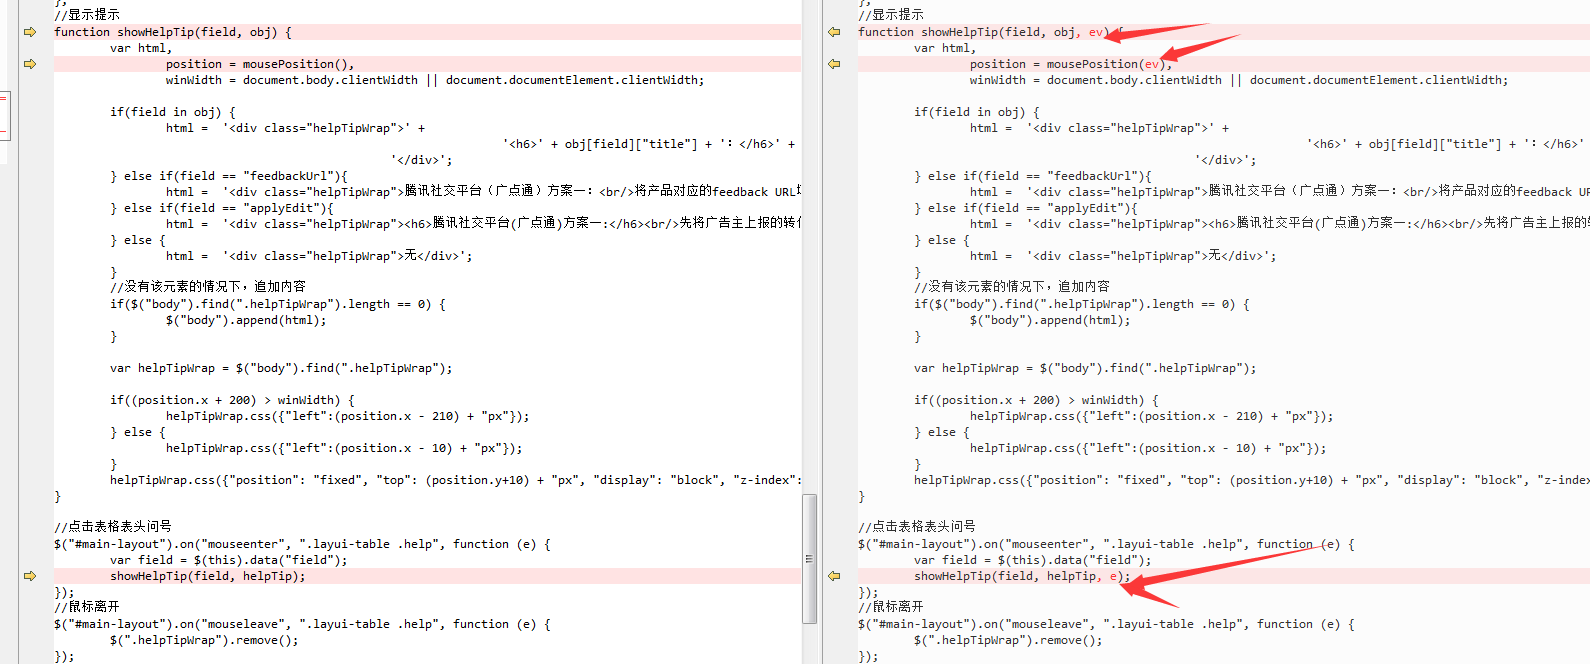 };
//显示提示
function showHelpTip(field, obj) {
var html,
position = mousePosition(),
winWidth = document.body.clientWidth || document.documentElement.clientWidth;
if(field in obj) {
html =  '<div class="helpTipWrap">' +
'<h6>' + obj[field]["title"] + ': </h6>' +
'</div>';
} else if(field == "feedbackUrl"){
html =  '<div class="helpTipWrap">腾讯社交平台（广点通）方案一：<br/>将产品对应的feedback URL
} else if(field == "applyEdit"){
html =  '<div class="helpTipWrap"><h6>腾讯社交平台(广点通)方案一:</h6><br/>先将广告主上报的转
} else {
html =  '<div class="helpTipWrap">无</div>';
}
//没有该元素的情况下，追加内容
if($("body").find(".helpTipWrap").length == 0) {
$("body").append(html);
}
var helpTipWrap = $("body").find(".helpTipWrap");
if((position.x + 200) > winWidth) {
helpTipWrap.css({"left":(position.x - 210) + "px"});
} else {
helpTipWrap.css({"left":(position.x - 10) + "px"});
}
helpTipWrap.css({"position": "fixed", "top": (position.y+10) + "px", "display": "block", "z-index":
}
//点击表格表头问号
$("#main-layout").on("mouseenter", ".layui-table .help", function (e) {
var field = $(this).data("field");
showHelpTip(field, helpTip);
});
//鼠标离开
$("#main-layout").on("mouseleave", ".layui-table .help", function (e) {
$(".helpTipWrap").remove();
});
};
//显示提示
function showHelpTip(field, obj, ev) {
var html,
position = mousePosition(ev),
winWidth = document.body.clientWidth || document.documentElement.clientWidth;
if(field in obj) {
html =  '<div class="helpTipWrap">' +
'<h6>' + obj[field]["title"] + ': </h6>'
'</div>';
} else if(field == "feedbackUrl"){
html =  '<div class="helpTipWrap">腾讯社交平台（广点通）方案一：<br/>将产品对应的feedback UR
} else if(field == "applyEdit"){
html =  '<div class="helpTipWrap"><h6>腾讯社交平台(广点通)方案一:</h6><br/>先将广告主上报的
} else {
html =  '<div class="helpTipWrap">无</div>';
}
//没有该元素的情况下，追加内容
if($("body").find(".helpTipWrap").length == 0) {
$("body").append(html);
}
var helpTipWrap = $("body").find(".helpTipWrap");
if((position.x + 200) > winWidth) {
helpTipWrap.css({"left":(position.x - 210) + "px"});
} else {
helpTipWrap.css({"left":(position.x - 10) + "px"});
}
helpTipWrap.css({"position": "fixed", "top": (position.y+10) + "px", "display": "block", "z-inde
}
//点击表格表头问号
$("#main-layout").on("mouseenter", ".layui-table .help", function (e) {
var field = $(this).data("field");
showHelpTip(field, helpTip, e);
});
//鼠标离开
$("#main-layout").on("mouseleave", ".layui-table .help", function (e) {
$(".helpTipWrap").remove();
});